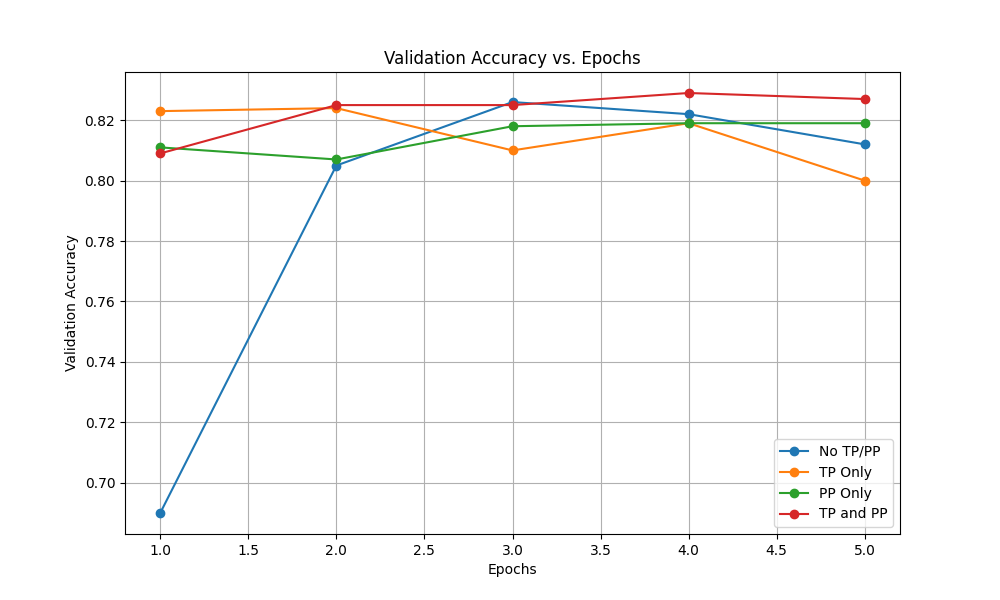 Validation Accuracy vs. Epochs
Validation Accuracy
0.82
0.80
0.78
0.76
0.74
0.72
0.70
1.0 1.5 2.0 2.5 3.0 3.5 4.0 4.5 5.0
Epochs
No TP/PP
TP Only
PP Only
TP and PP